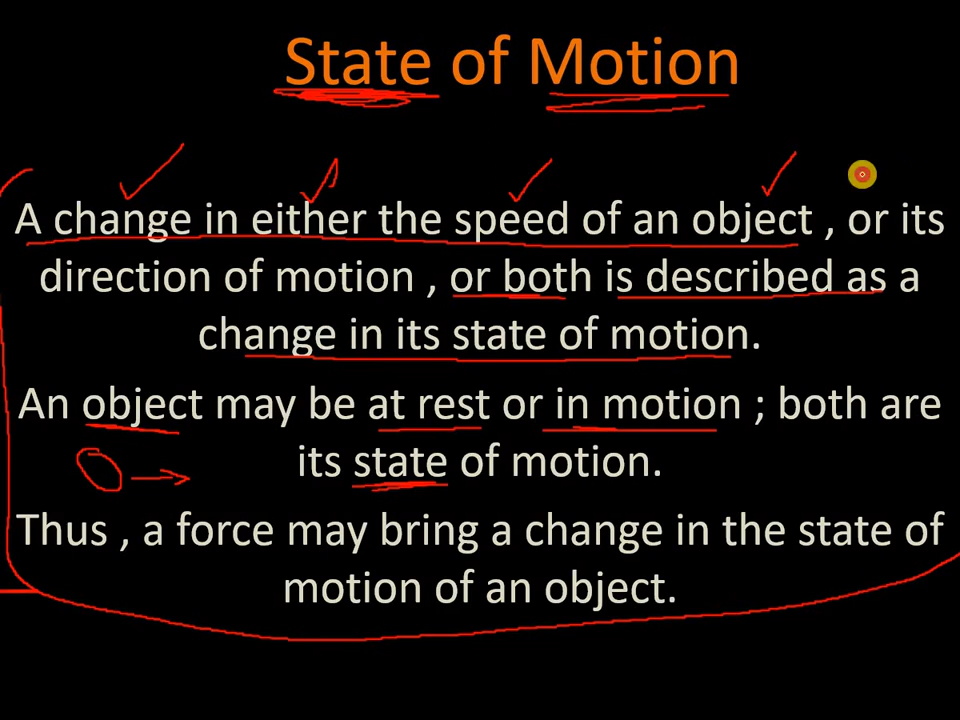 State of Motion
A change in either the speed of an object , or its
direction of motion , or both is described as a
change in its state of motion.
An object may be at rest or in motion ; both are
its state of motion.
Thus , a force may bring a change in the state of
motion of an object.